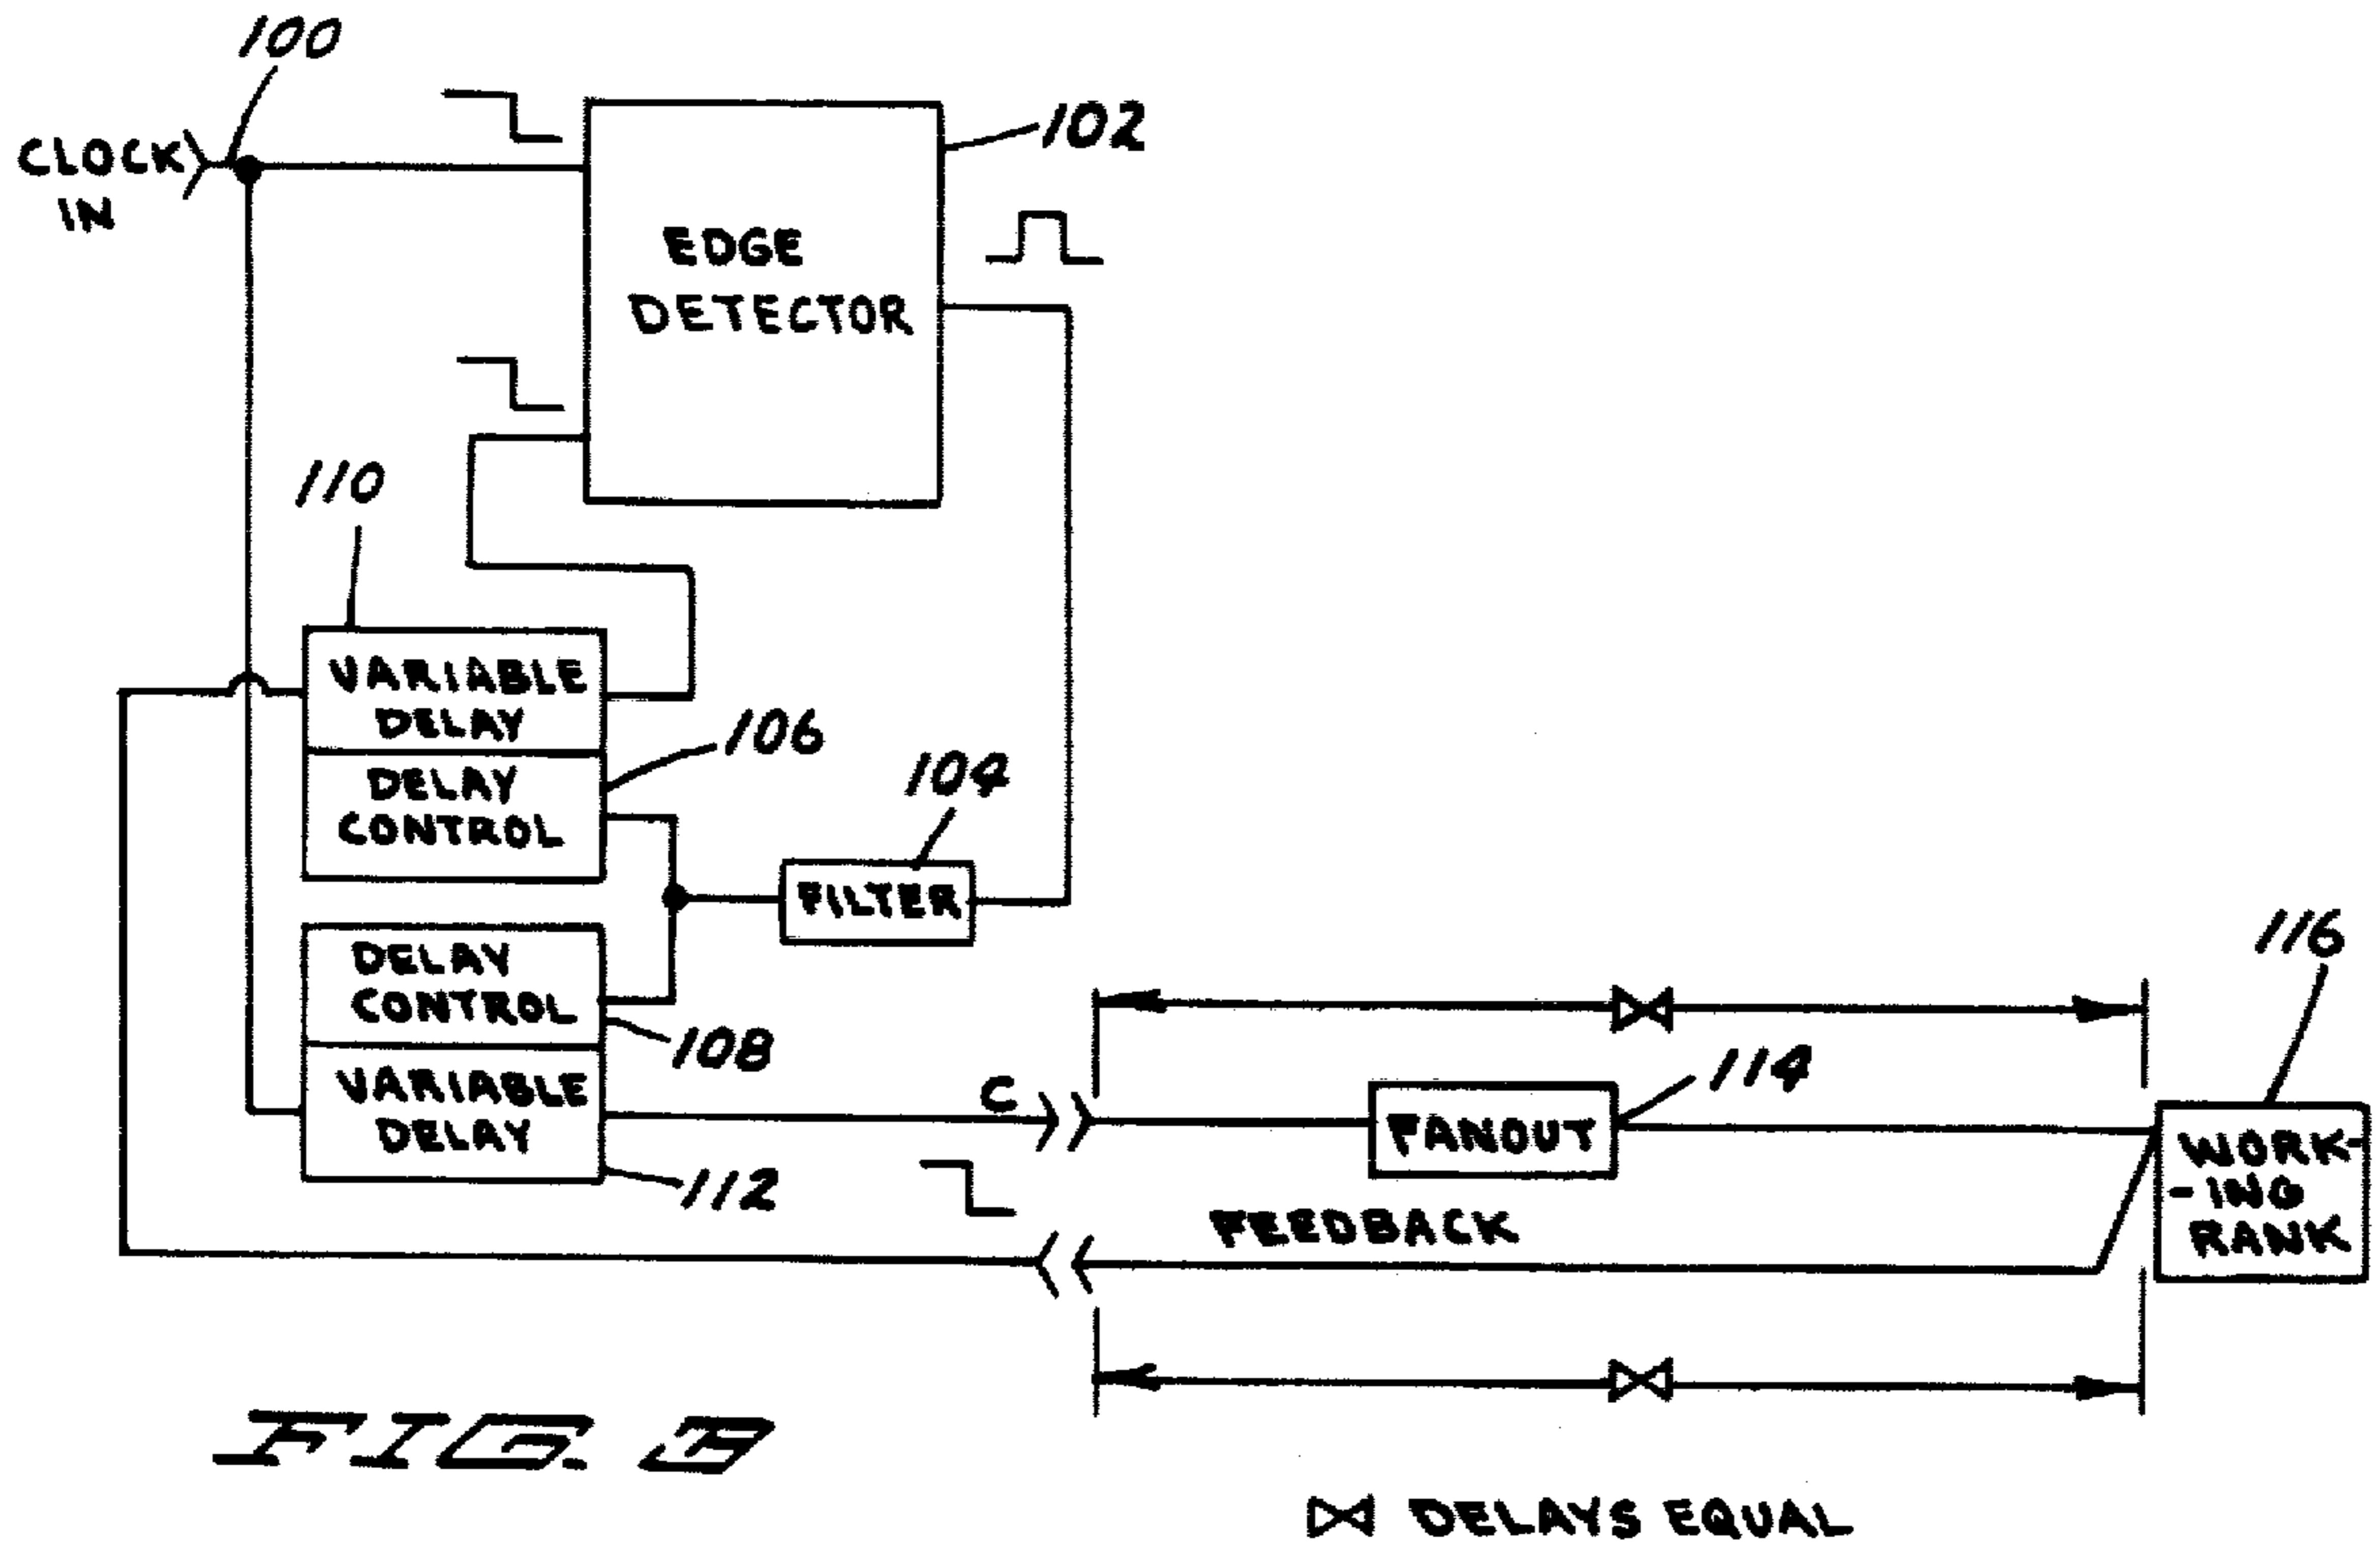 100
CLOCK
IN
102
EDGE
DETECTOR
110
VARIABLE
DELAY
106
DELAY
CONTROL
104
FILTER
DELAY
CONTROL
108
VARIABLE
DELAY
112
C
114
FANOUT
116
WORK-
-ING
RANK
FEEDBACK
FIG. 3
DELAYS EQUAL